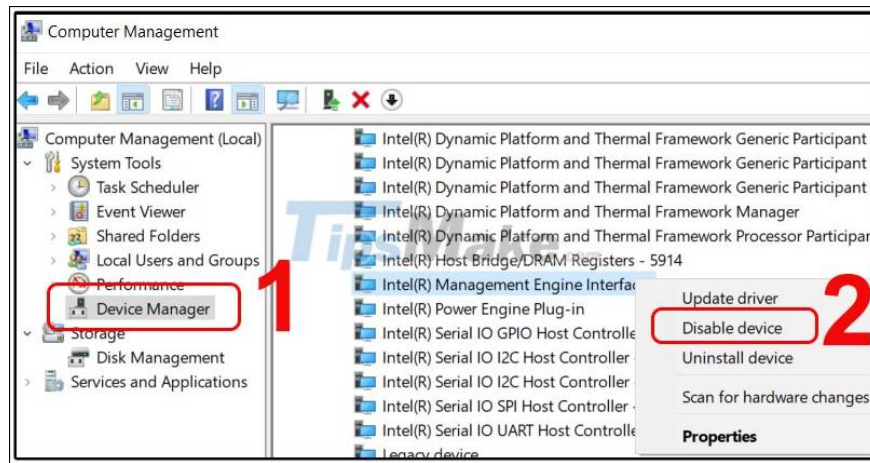 Computer Management
File Action View Help
Computer Management (Local)
System Tools
Task Scheduler
Event Viewer
Shared Folders
Local Users and Groups
Performance
Device Manager
Storage
Disk Management
Services and Applications
1
Intel(R) Dynamic Platform and Thermal Framework Generic Participant
Intel(R) Dynamic Platform and Thermal Framework Generic Participant
Intel(R) Dynamic Platform and Thermal Framework Generic Participant
Intel(R) Dynamic Platform and Thermal Framework Manager
Intel(R) Dynamic Platform and Thermal Framework Processor Participan
Intel(R) Host Bridge/DRAM Registers - 5914
Intel(R) Management Engine Interfac
Intel(R) Power Engine Plug-in
Intel(R) Serial IO GPIO Host Controlle
Intel(R) Serial IO I2C Host Controller -
Intel(R) Serial IO I2C Host Controller -
Intel(R) Serial IO SPI Host Controller -
Intel(R) Serial IO UART Host Controlle
Legacy device
Update driver
Disable device
Uninstall device
Scan for hardware changes
Properties
2
TipsMake.com